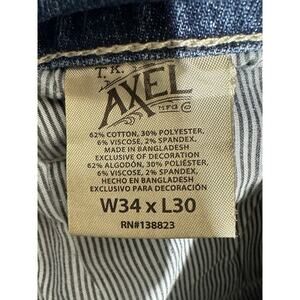 T.K.
AXEL
MFG CO
62% COTTON, 30% POLYESTER,
6% VISCOSE, 2% SPANDEX,
MADE IN BANGLADESH
EXCLUSIVE OF DECORATION
62% ALGODÓN, 30% POLIÉSTER,
6% VISCOSE, 2% SPANDEX,
HECHO EN BANGLADESH
EXCLUSIVO PARA DECORACIÓN
W34 x L30
RN#138823